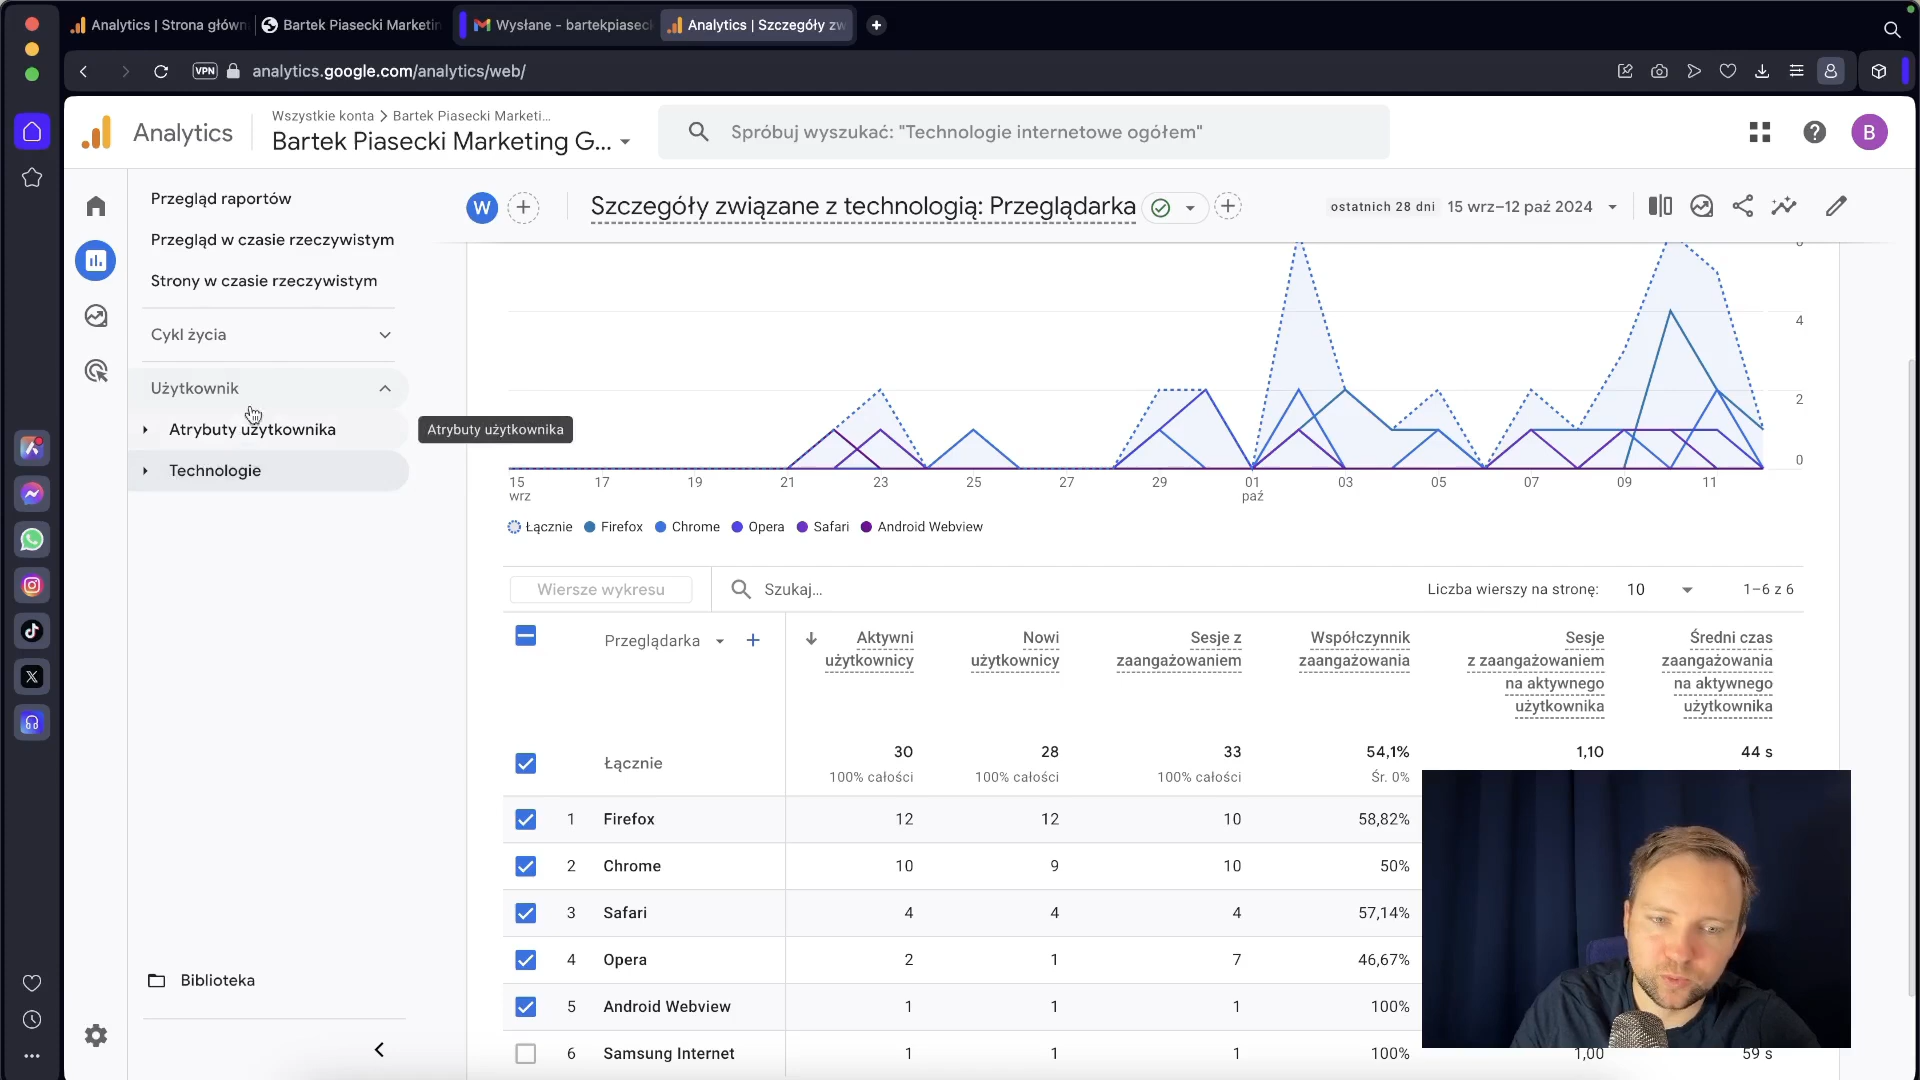 Analytics | Strona główn
Bartek Piasecki Marketin
Wysłane - bartekpiaseck
Analytics | Szczegóły zw
VPN
analytics.google.com/analytics/web/
Analytics
Wszystkie konta > Bartek Piasecki Marketi...
Bartek Piasecki Marketing G...
Spróbuj wyszukać: "Technologie internetowe ogółem"
B
Przegląd raportów
Przegląd w czasie rzeczywistym
Strony w czasie rzeczywistym
Cykl życia
Użytkownik
Atrybuty użytkownika
Technologie
Biblioteka
Atrybuty użytkownika
W
Szczegóły związane z technologią: Przeglądarka
ostatnich 28 dni 15 wrz–12 paź 2024
6
4
2
0
15 17 19 21 23 25 27 29 01 03 05 07 09 11
wrz paź
Łącznie Firefox Chrome Opera Safari Android Webview
Wiersze wykresu
Szukaj...
Liczba wierszy na stronę: 10 1–6 z 6
Przeglądarka
Aktywni
użytkownicy
Nowi
użytkownicy
Sesje z
zaangażowaniem
Współczynnik
zaangażowania
Sesje
z zaangażowaniem
na aktywnego
użytkownika
Średni czas
zaangażowania
na aktywnego
użytkownika
Łącznie 30 28 33 54,1% 1,10 44 s
100% całości 100% całości 100% całości Śr. 0%
1 Firefox 12 12 10 58,82%
2 Chrome 10 9 10 50%
3 Safari 4 4 4 57,14%
4 Opera 2 1 7 46,67%
5 Android Webview 1 1 1 100%
6 Samsung Internet 1 1 1 100% 1,00 59 s